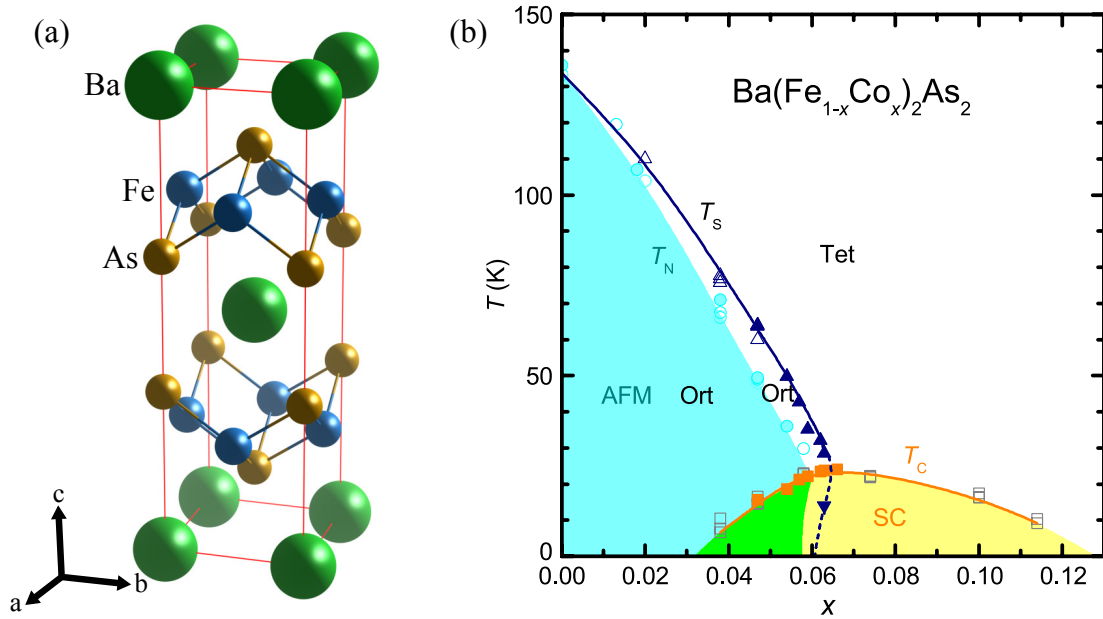 (a)
Ba
Fe
As
c
b
a
(b)
Ba(Fe1-xCox)2As2
T (K)
150
100
50
0
TS
TN
Tet
AFM
Ort
Ort
TC
SC
0.00
0.02
0.04
0.06
0.08
0.10
0.12
x